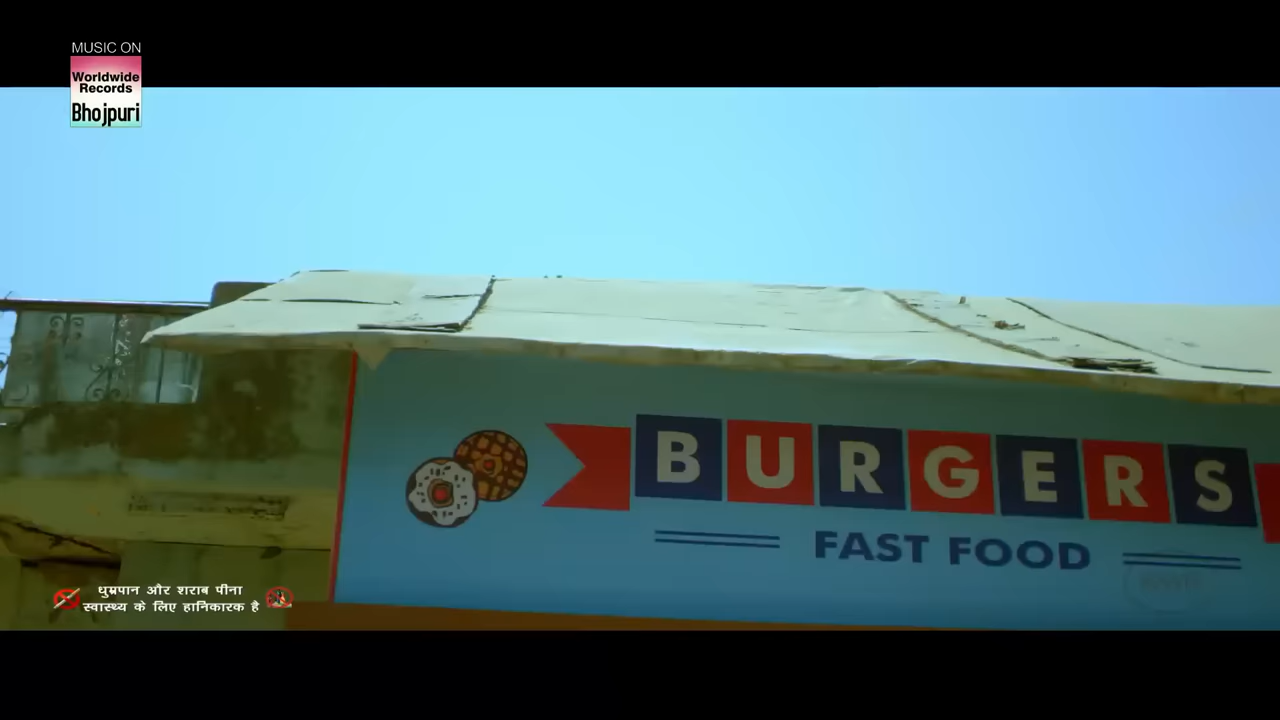 MUSIC ON
Worldwide
Records
Bhojpuri
BURGERS
FAST FOOD
धुम्रपान और शराब पीना
स्वास्थ्य के लिए हानिकारक है